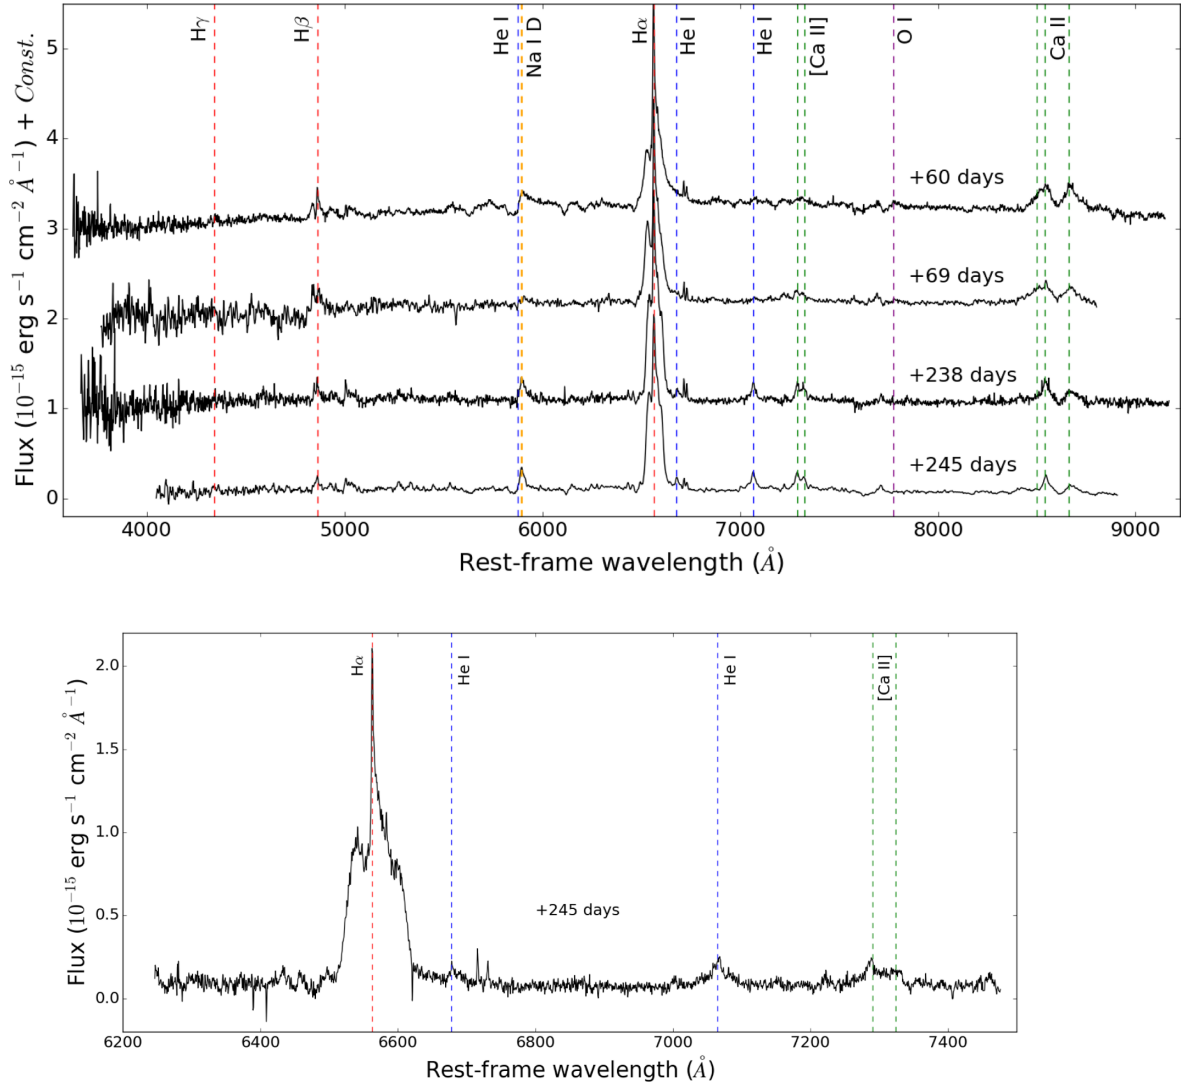 Hγ
Hβ
He I
Na I D
Hα
He I
He I
[Ca II]
O I
Ca II
5
4
3
2
1
0
Flux (10⁻¹⁵ erg s⁻¹ cm⁻² Å⁻¹) + Const.
+60 days
+69 days
+238 days
+245 days
4000 5000 6000 7000 8000 9000
Rest-frame wavelength (Å)
Hα
He I
He I
[Ca II]
2.0
1.5
1.0
0.5
0.0
Flux (10⁻¹⁵ erg s⁻¹ cm⁻² Å⁻¹)
+245 days
6200 6400 6600 6800 7000 7200 7400
Rest-frame wavelength (Å)